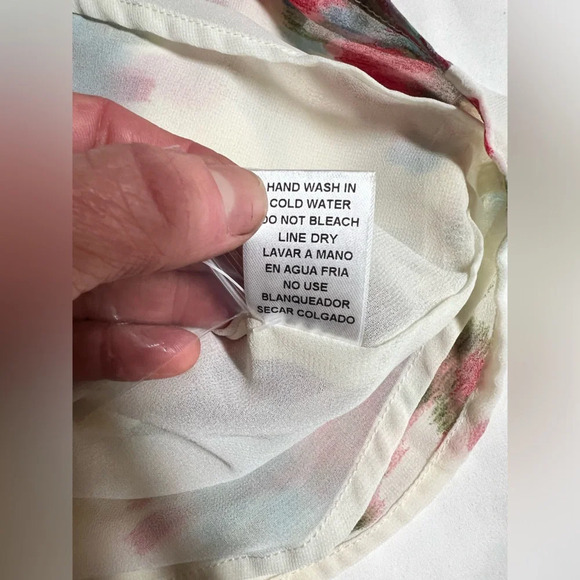 HAND WASH IN
COLD WATER
DO NOT BLEACH
LINE DRY
LAVAR A MANO
EN AGUA FRIA
NO USE
BLANQUEADOR
SECAR COLGADO